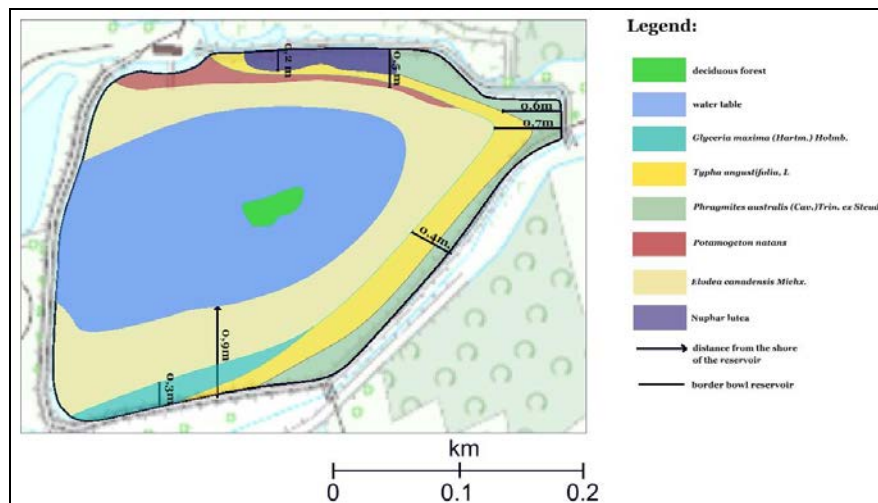 Legend:
deciduous forest
water table
Glyceria maxima (Hartm.) Holmb.
Typha angustifolia, L
Phragmites australis (Cav.)Trin. ex Steud
Potamogeton natans
Elodea canadensis Michx.
Nuphar lutea
distance from the shore
of the reservoir
border bowl reservoir
0,2 m
0,5 m
0,6m
0,7m
0,4m.
0,9m
0,3m
km
0
0.1
0.2